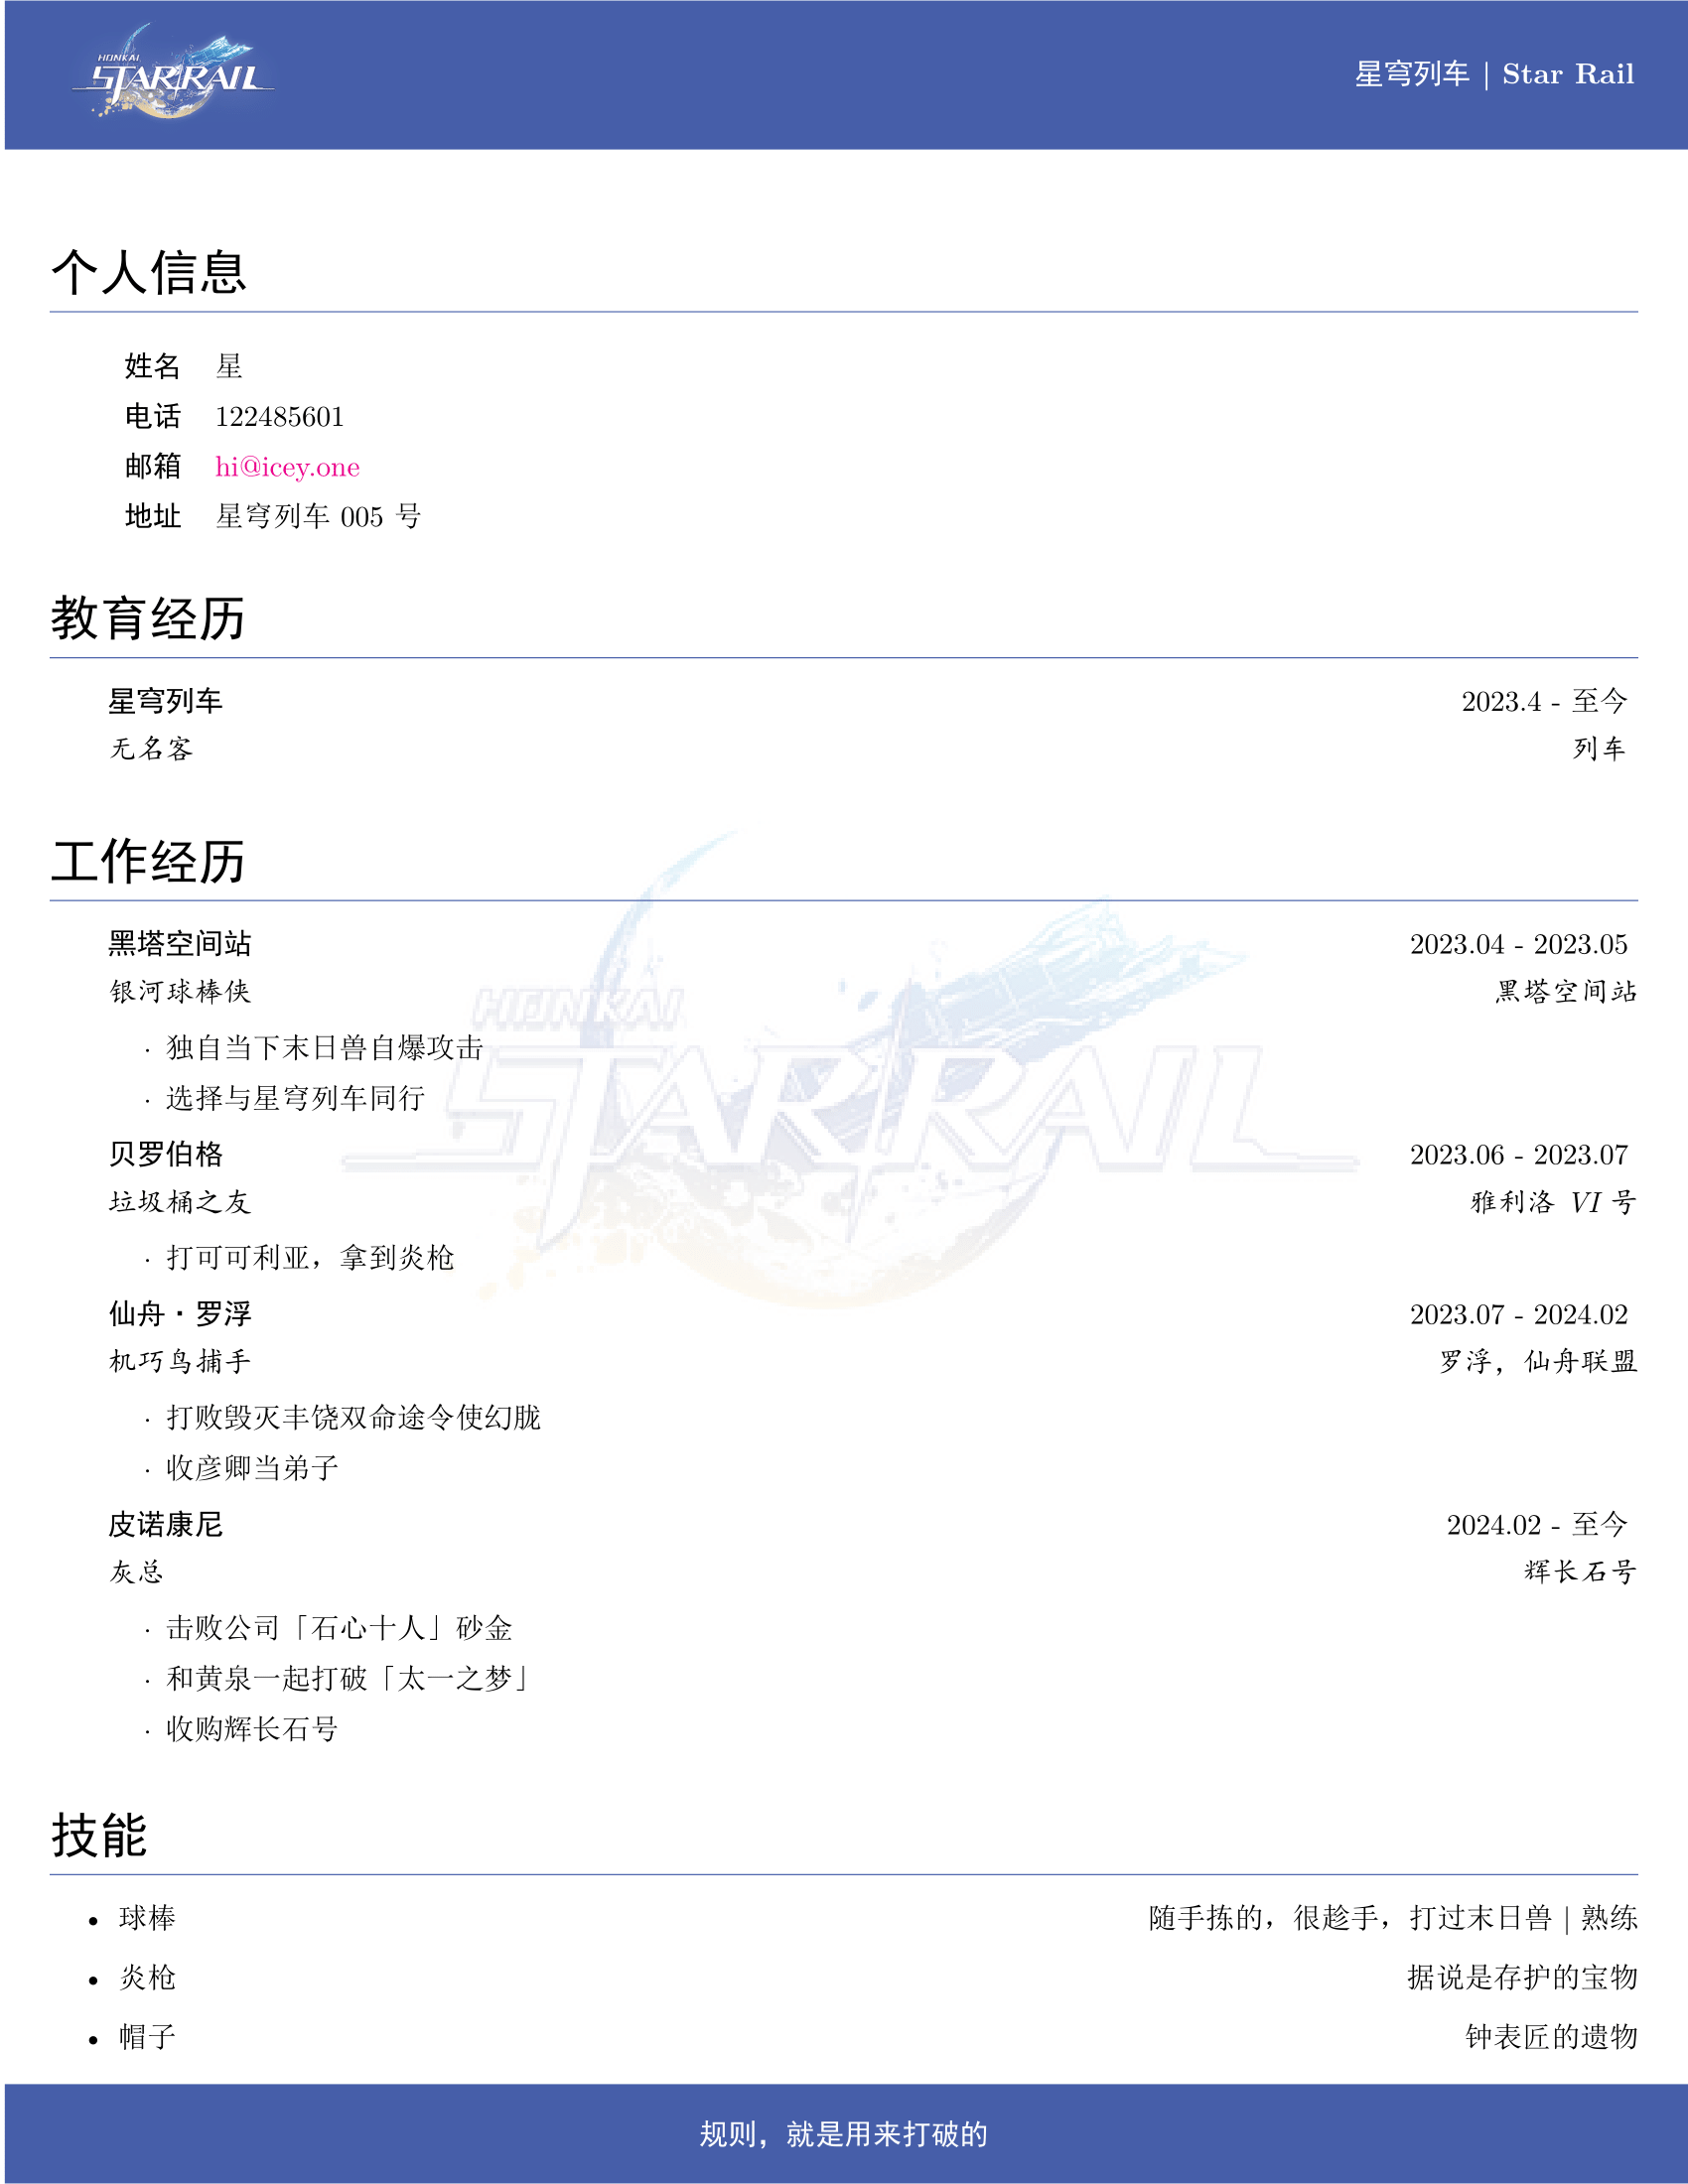 HONKAI
STAR RAIL
星穹列车 | Star Rail
个人信息
姓名 星
电话 122485601
邮箱 hi@icey.one
地址 星穹列车 005 号
教育经历
星穹列车 2023.4 - 至今
无名客 列车
工作经历
黑塔空间站 2023.04 - 2023.05
银河球棒侠 黑塔空间站
HONKAI
STAR RAIL
· 独自当下末日兽自爆攻击
· 选择与星穹列车同行
贝罗伯格 2023.06 - 2023.07
垃圾桶之友 雅利洛 VI 号
· 打可可利亚，拿到炎枪
仙舟·罗浮 2023.07 - 2024.02
机巧鸟捕手 罗浮，仙舟联盟
· 打败毁灭丰饶双命途令使幻胧
· 收彦卿当弟子
皮诺康尼 2024.02 - 至今
灰总 辉长石号
· 击败公司「石心十人」砂金
· 和黄泉一起打破「太一之梦」
· 收购辉长石号
技能
• 球棒 随手拣的，很趁手，打过末日兽 | 熟练
• 炎枪 据说是存护的宝物
• 帽子 钟表匠的遗物
规则，就是用来打破的